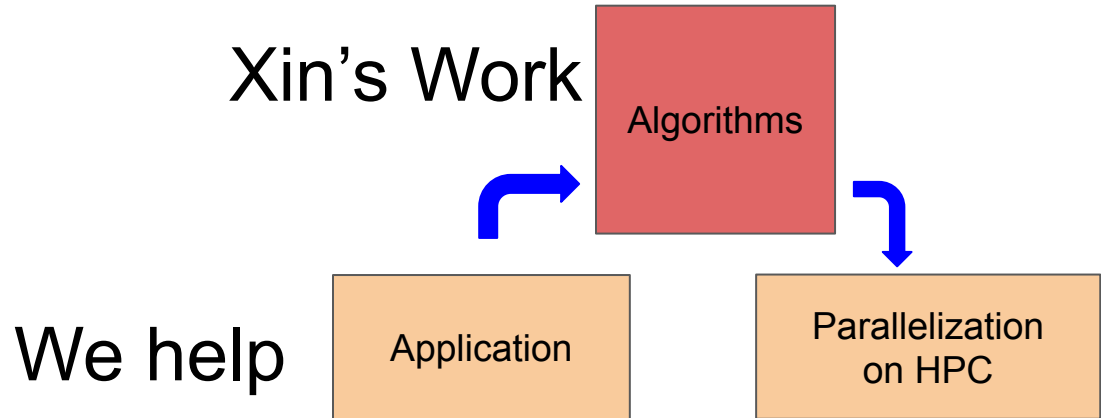 Xin’s Work
Algorithms
We help
Application
Parallelization
on HPC